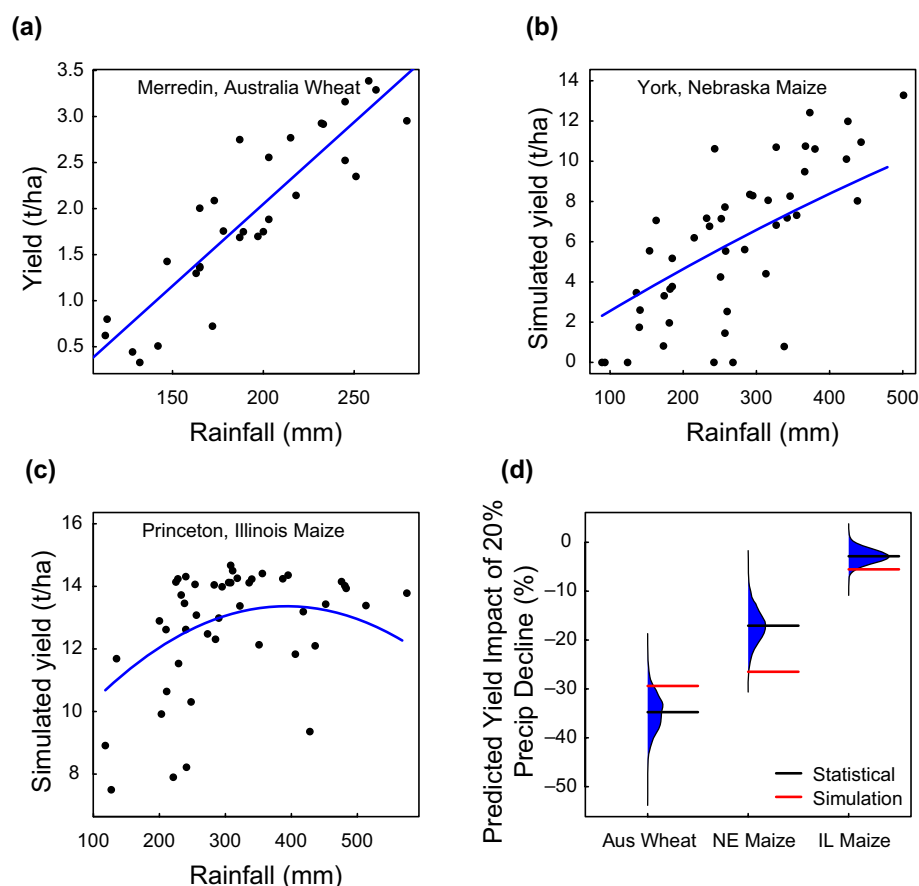 (a)
Merredin, Australia Wheat
3.5
3.0
2.5
2.0
1.5
1.0
0.5
Yield (t/ha)
150 200 250
Rainfall (mm)
(b)
York, Nebraska Maize
14
12
10
8
6
4
2
0
Simulated yield (t/ha)
100 200 300 400 500
Rainfall (mm)
(c)
Princeton, Illinois Maize
16
14
12
10
8
Simulated yield (t/ha)
100 200 300 400 500 600
Rainfall (mm)
(d)
0
−10
−20
−30
−40
−50
Predicted Yield Impact of 20%
Precip Decline (%)
Statistical
Simulation
Aus Wheat NE Maize IL Maize